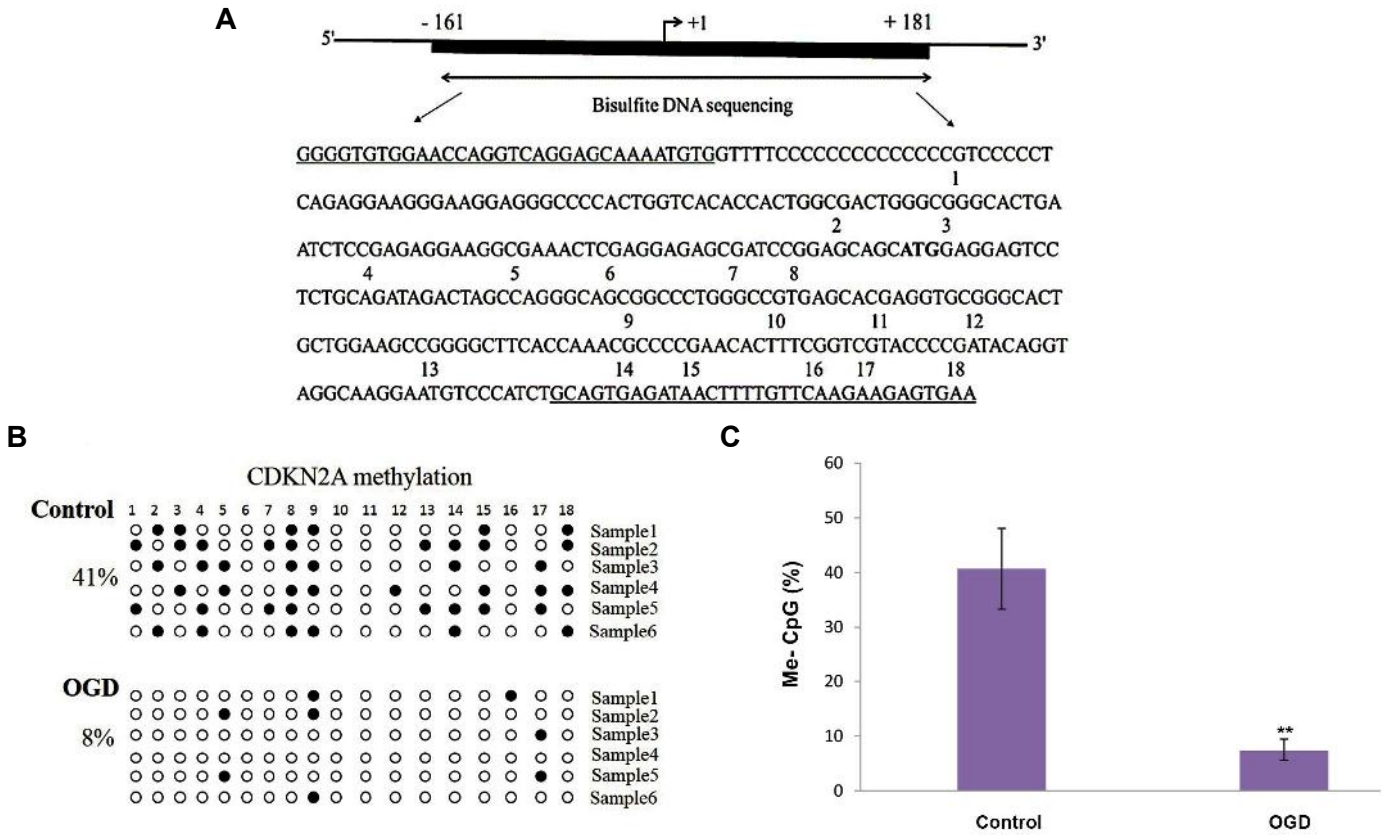 A
- 161 +1 + 181
5' 3'
Bisulfite DNA sequencing
GGGGTGTGGAACCAGGTCAGGAGCAAAATGTGGTTTTCCCCCCCCCCCCCCCGTCCCCCT
1
CAGAGGAAGGGAAGGAGGGCCCCACTGGTCACACCACTGGCGACTGGGCGGGCACTGA
2 3
ATCTCCGAGAGGAAGGCGAAACTCGAGGAGAGCGATCCGGAGCAGCATGGAGGAGTCC
4 5 6 7 8
TCTGCAGATAGACTAGCCAGGGCAGCGGCCCTGGGCCGTGAGCACGAGGTGCGGGCACT
9 10 11 12
GCTGGAAGCCGGGGCTTCACCAAACGCCCCGAACACTTTCGGTCGTACCCCGATACAGGT
13 14 15 16 17 18
AGGCAAGGAATGTCCCATCTGCAGTGAGATAACTTTTGTTCAAGAAGAGTGAA
B
CDKN2A methylation
Control 1 2 3 4 5 6 7 8 9 10 11 12 13 14 15 16 17 18
Sample1
Sample2
41% Sample3
Sample4
Sample5
Sample6
OGD Sample1
Sample2
8% Sample3
Sample4
Sample5
Sample6
C
60
50
40
30
20
10
0
Me- CpG (%)
**
Control OGD